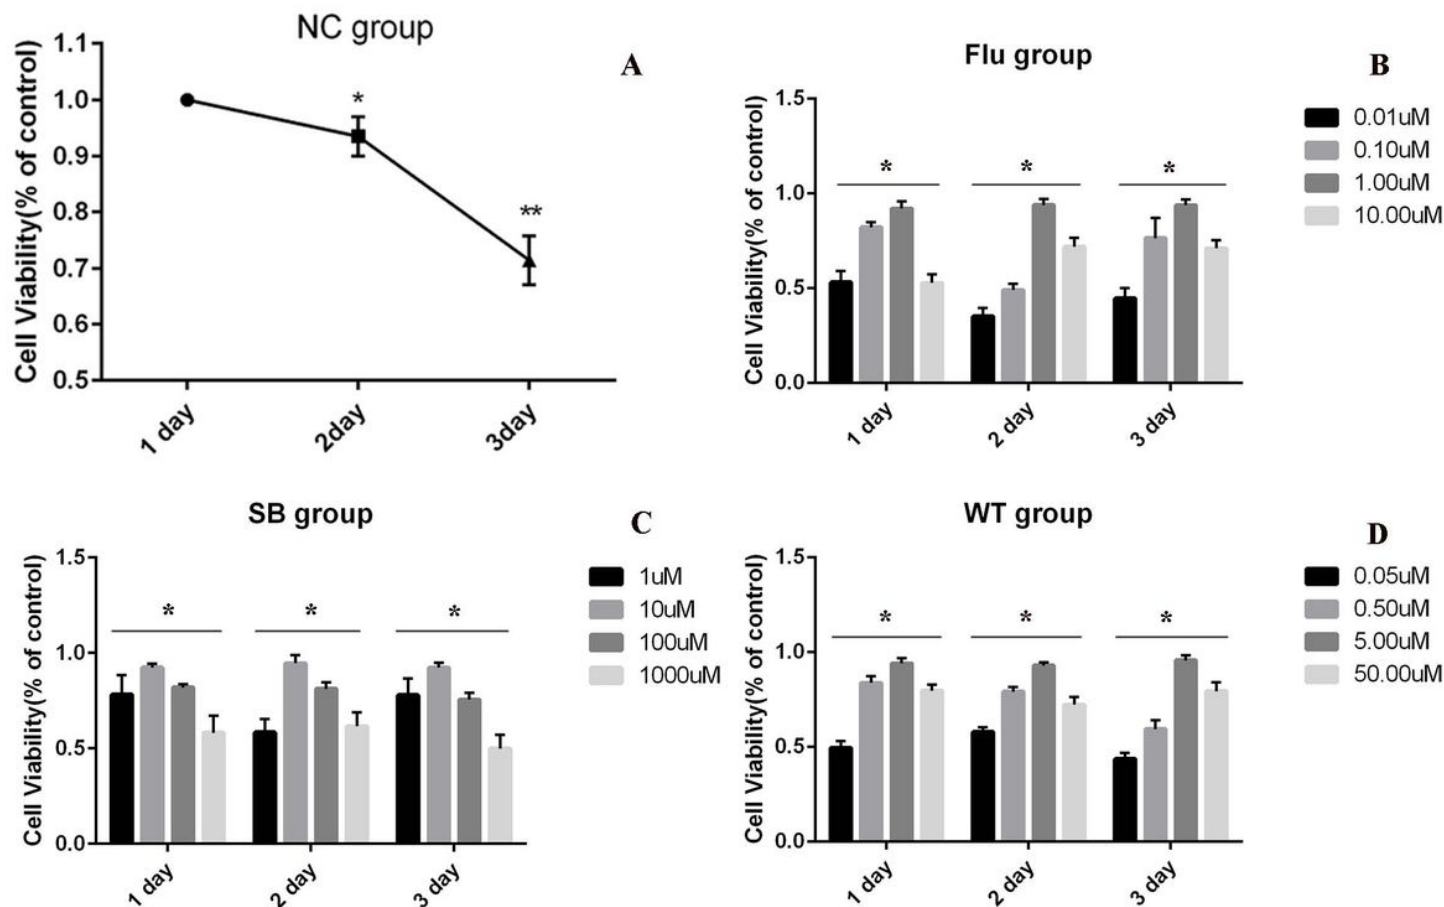 NC group
A
Cell Viability(% of control)
1.1
1.0
0.9
0.8
0.7
0.6
0.5
*
**
1 day
2day
3day
Flu group
B
Cell Viability(% of control)
1.5
1.0
0.5
0.0
*
*
*
1 day
2 day
3 day
0.01uM
0.10uM
1.00uM
10.00uM
SB group
C
Cell Viability(% of control)
1.5
1.0
0.5
0.0
*
*
*
1 day
2 day
3 day
1uM
10uM
100uM
1000uM
WT group
D
Cell Viability(% of control)
1.5
1.0
0.5
0.0
*
*
*
1 day
2 day
3 day
0.05uM
0.50uM
5.00uM
50.00uM